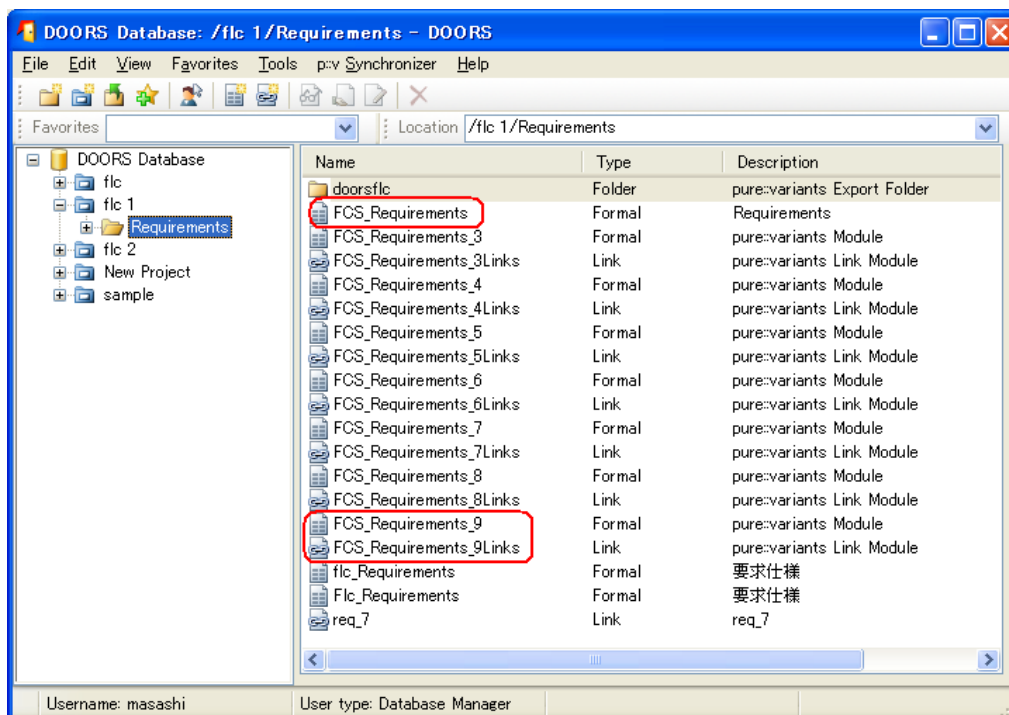 DOORS Database: /flc 1/Requirements - DOORS
File Edit View Favorites Tools p::v Synchronizer Help
Favorites Location /flc 1/Requirements
DOORS Database
flc
flc 1
Requirements
flc 2
New Project
sample
Name Type Description
doorsflc Folder pure::variants Export Folder
FCS_Requirements Formal Requirements
FCS_Requirements_3 Formal pure::variants Module
FCS_Requirements_3Links Link pure::variants Link Module
FCS_Requirements_4 Formal pure::variants Module
FCS_Requirements_4Links Link pure::variants Link Module
FCS_Requirements_5 Formal pure::variants Module
FCS_Requirements_5Links Link pure::variants Link Module
FCS_Requirements_6 Formal pure::variants Module
FCS_Requirements_6Links Link pure::variants Link Module
FCS_Requirements_7 Formal pure::variants Module
FCS_Requirements_7Links Link pure::variants Link Module
FCS_Requirements_8 Formal pure::variants Module
FCS_Requirements_8Links Link pure::variants Link Module
FCS_Requirements_9 Formal pure::variants Module
FCS_Requirements_9Links Link pure::variants Link Module
flc_Requirements Formal 要求仕様
Flc_Requirements Formal 要求仕様
req_7 Link req_7
Username: masashi User type: Database Manager